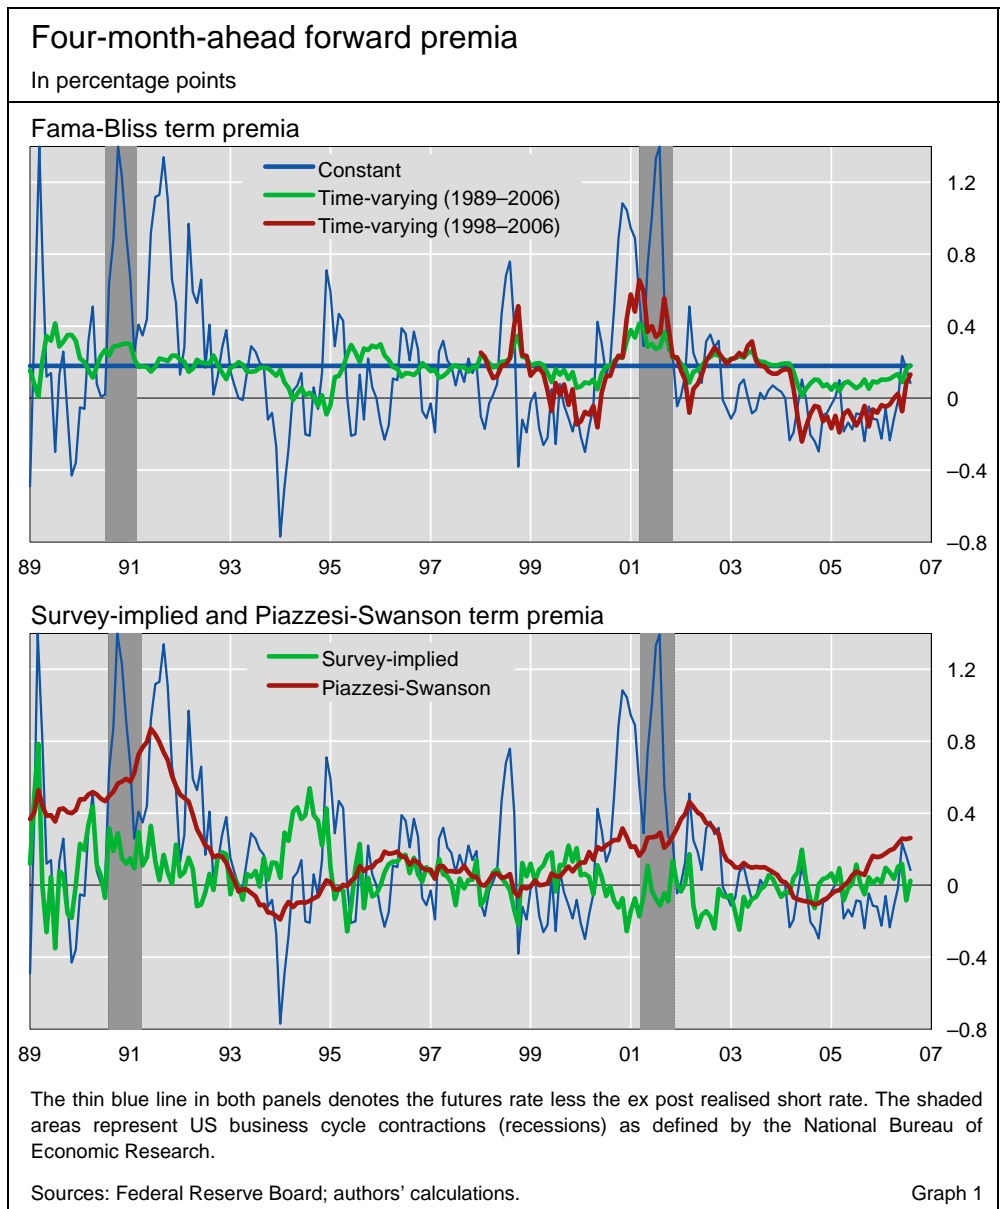 Four-month-ahead forward premia
In percentage points
Fama-Bliss term premia
Constant
Time-varying (1989–2006)
Time-varying (1998–2006)
1.2
0.8
0.4
0
–0.4
–0.8
89 91 93 95 97 99 01 03 05 07
Survey-implied and Piazzesi-Swanson term premia
Survey-implied
Piazzesi-Swanson
1.2
0.8
0.4
0
–0.4
–0.8
89 91 93 95 97 99 01 03 05 07
The thin blue line in both panels denotes the futures rate less the ex post realised short rate. The shaded
areas represent US business cycle contractions (recessions) as defined by the National Bureau of
Economic Research.
Sources: Federal Reserve Board; authors’ calculations. Graph 1